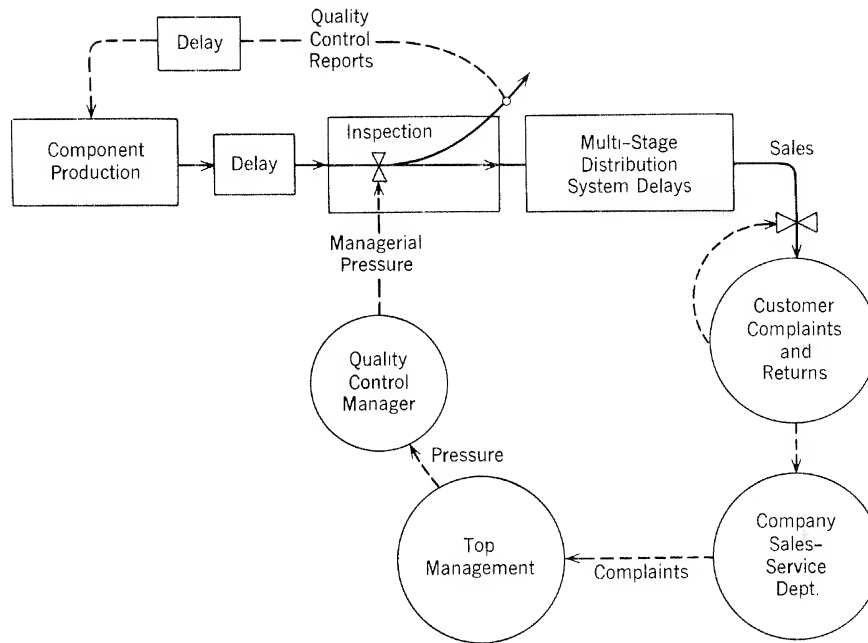 Quality
Control
Reports
Delay
Component
Production
Delay
Inspection
Multi-Stage
Distribution
System Delays
Sales
Managerial
Pressure
Customer
Complaints
and
Returns
Quality
Control
Manager
Pressure
Top
Management
Complaints
Company
Sales-
Service
Dept.